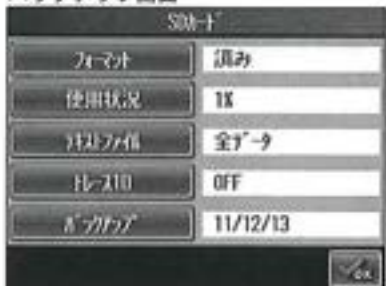 SDｶｰﾄﾞ
ﾌｫｰﾏｯﾄ 済み
使用状況 1%
ﾃｷｽﾄﾌｧｲﾙ 全ﾃﾞｰﾀ
ﾄﾚｰｽID OFF
ﾊﾞｯｸｱｯﾌﾟ 11/12/13
OK